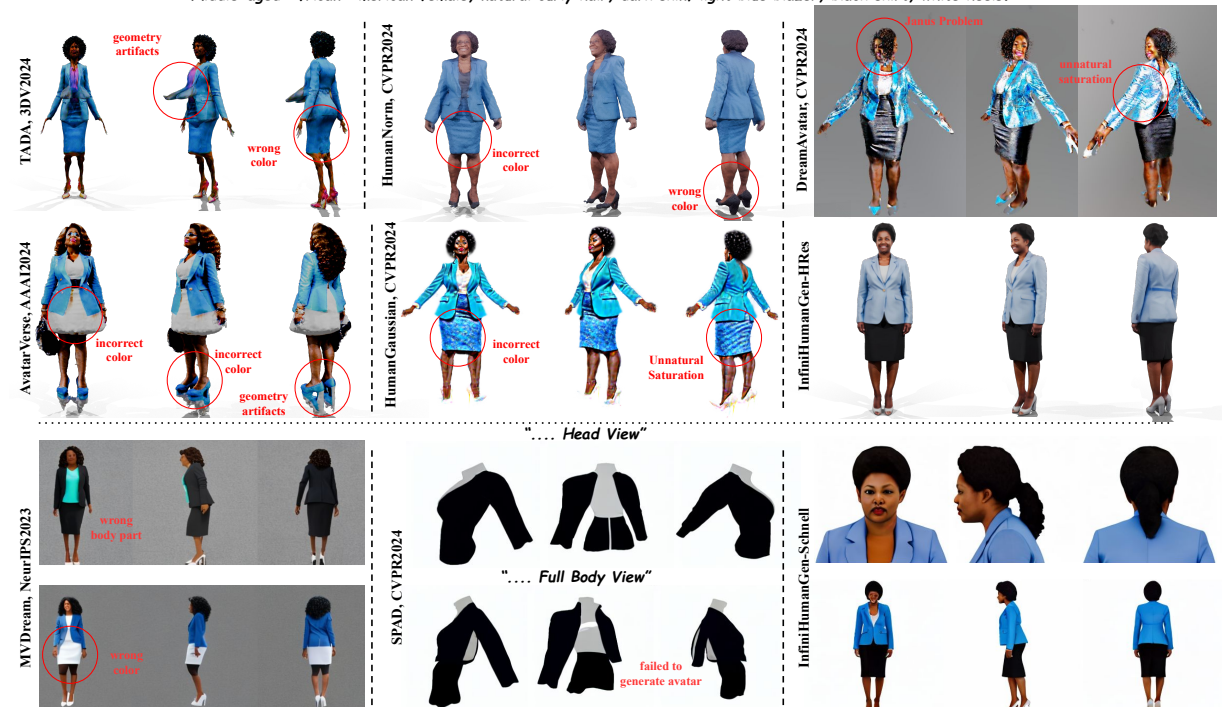 TADA, 3DV2024
geometry
artifacts
wrong
color
HumanNorm, CVPR2024
incorrect
color
wrong
color
DreamAvatar, CVPR2024
Janus Problem
unnatural
saturation
AvatarVerse, AAAI2024
incorrect
color
incorrect
color
geometry
artifacts
HumanGaussian, CVPR2024
incorrect
color
Unnatural
Saturation
InfiniHumanGen-HRes
MVDream, NeurIPS2023
wrong
body part
wrong
color
SPAD, CVPR2024
“.... Head View”
“.... Full Body View”
failed to
generate avatar
InfiniHumanGen-Schnell